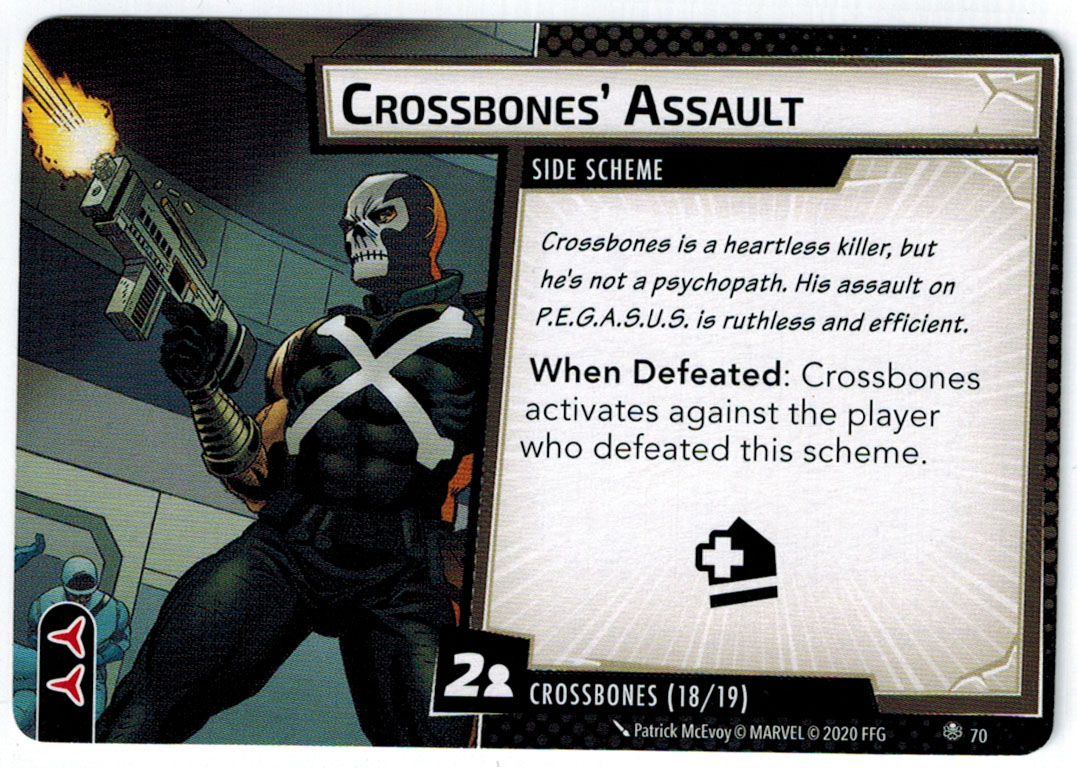 Crossbones' Assault
SIDE SCHEME
Crossbones is a heartless killer, but
he's not a psychopath. His assault on
P.E.G.A.S.U.S. is ruthless and efficient.
When Defeated: Crossbones
activates against the player
who defeated this scheme.
2
CROSSBONES (18/19)
Patrick McEvoy © MARVEL © 2020 FFG
70